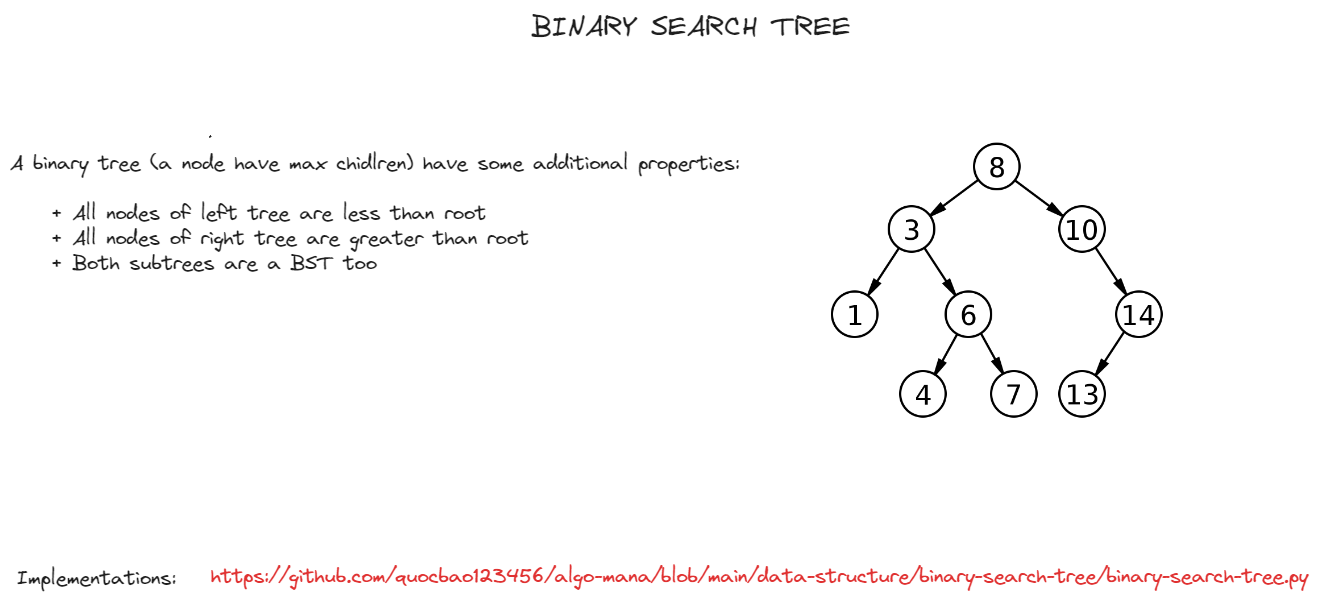 BINARY SEARCH TREE
A binary tree (a node have max chidlren) have some additional properties:
+ All nodes of left tree are less than root
+ All nodes of right tree are greater than root
+ Both subtrees are a BST too
8
3
10
1
6
14
4
7
13
Implementations: https://github.com/quocbao123456/algo-mana/blob/main/data-structure/binary-search-tree/binary-search-tree.py